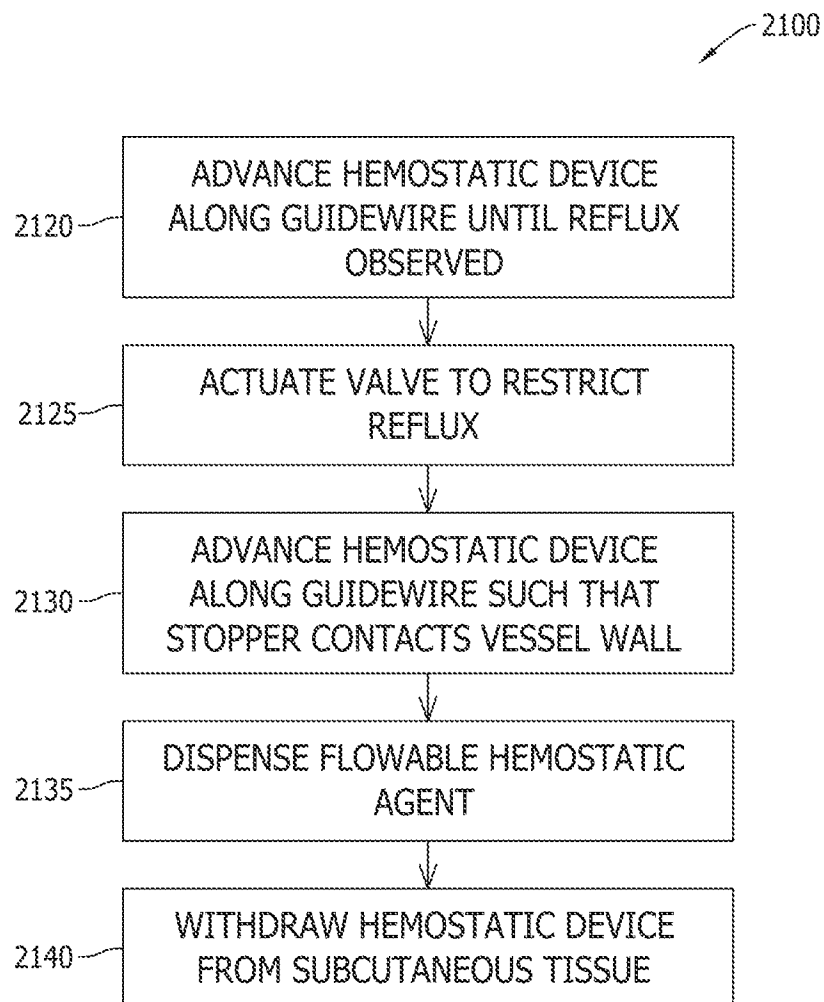 2100
ADVANCE HEMOSTATIC DEVICE
2120
ALONG GUIDEWIRE UNTIL REFLUX
OBSERVED
ACTUATE VALVE TO RESTRICT
2125
REFLUX
ADVANCE HEMOSTATIC DEVICE
2130
ALONG GUIDEWIRE SUCH THAT
STOPPER CONTACTS VESSEL WALL
DISPENSE FLOWABLE HEMOSTATIC
2135
AGENT
WITHDRAW HEMOSTATIC DEVICE
2140
FROM SUBCUTANEOUS TISSUE